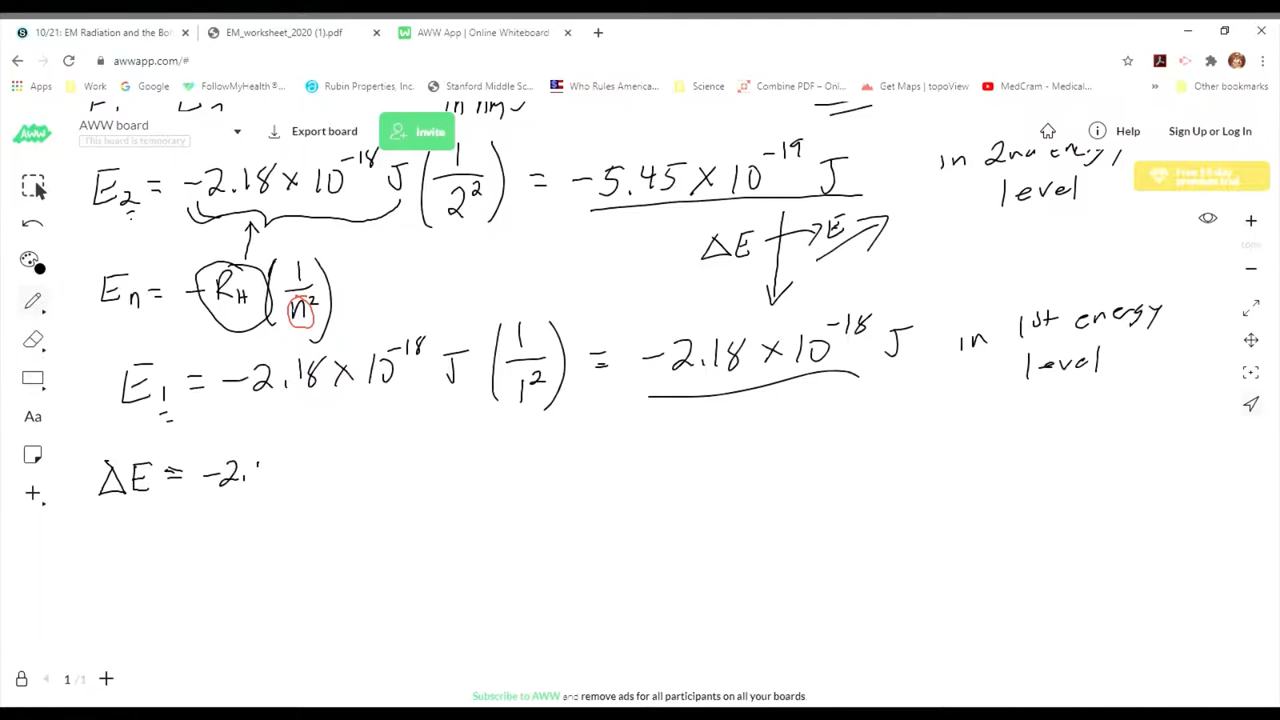 10/21: EM Radiation and the Bo
EM_worksheet_2020 (1).pdf
AWW App | Online Whiteboard
awwapp.com/#
Apps
Bookmarks
Google
FollowMyHealth®...
Rubin Properties, Inc.
Stanford Middle Sc...
Who Rules America...
Science
Combine PDF – Onl...
Get Maps | topoView
MedCram - Medical...
»
Other bookmarks
AWW board
This board is temporary
Export board
Invite
Help
Sign Up or Log In
E₂ = -2.18 × 10⁻¹⁸ J (1/2²) = -5.45 × 10⁻¹⁹ J in 2nd energy
level
ΔE → E
En = -R_H (1/n²)
E₁ = -2.18 × 10⁻¹⁸ J (1/1²) = -2.18 × 10⁻¹⁸ J in 1st energy
level
ΔE = -2.
Aa
1 /1
Subscribe to AWW and remove ads for all participants on all your boards.